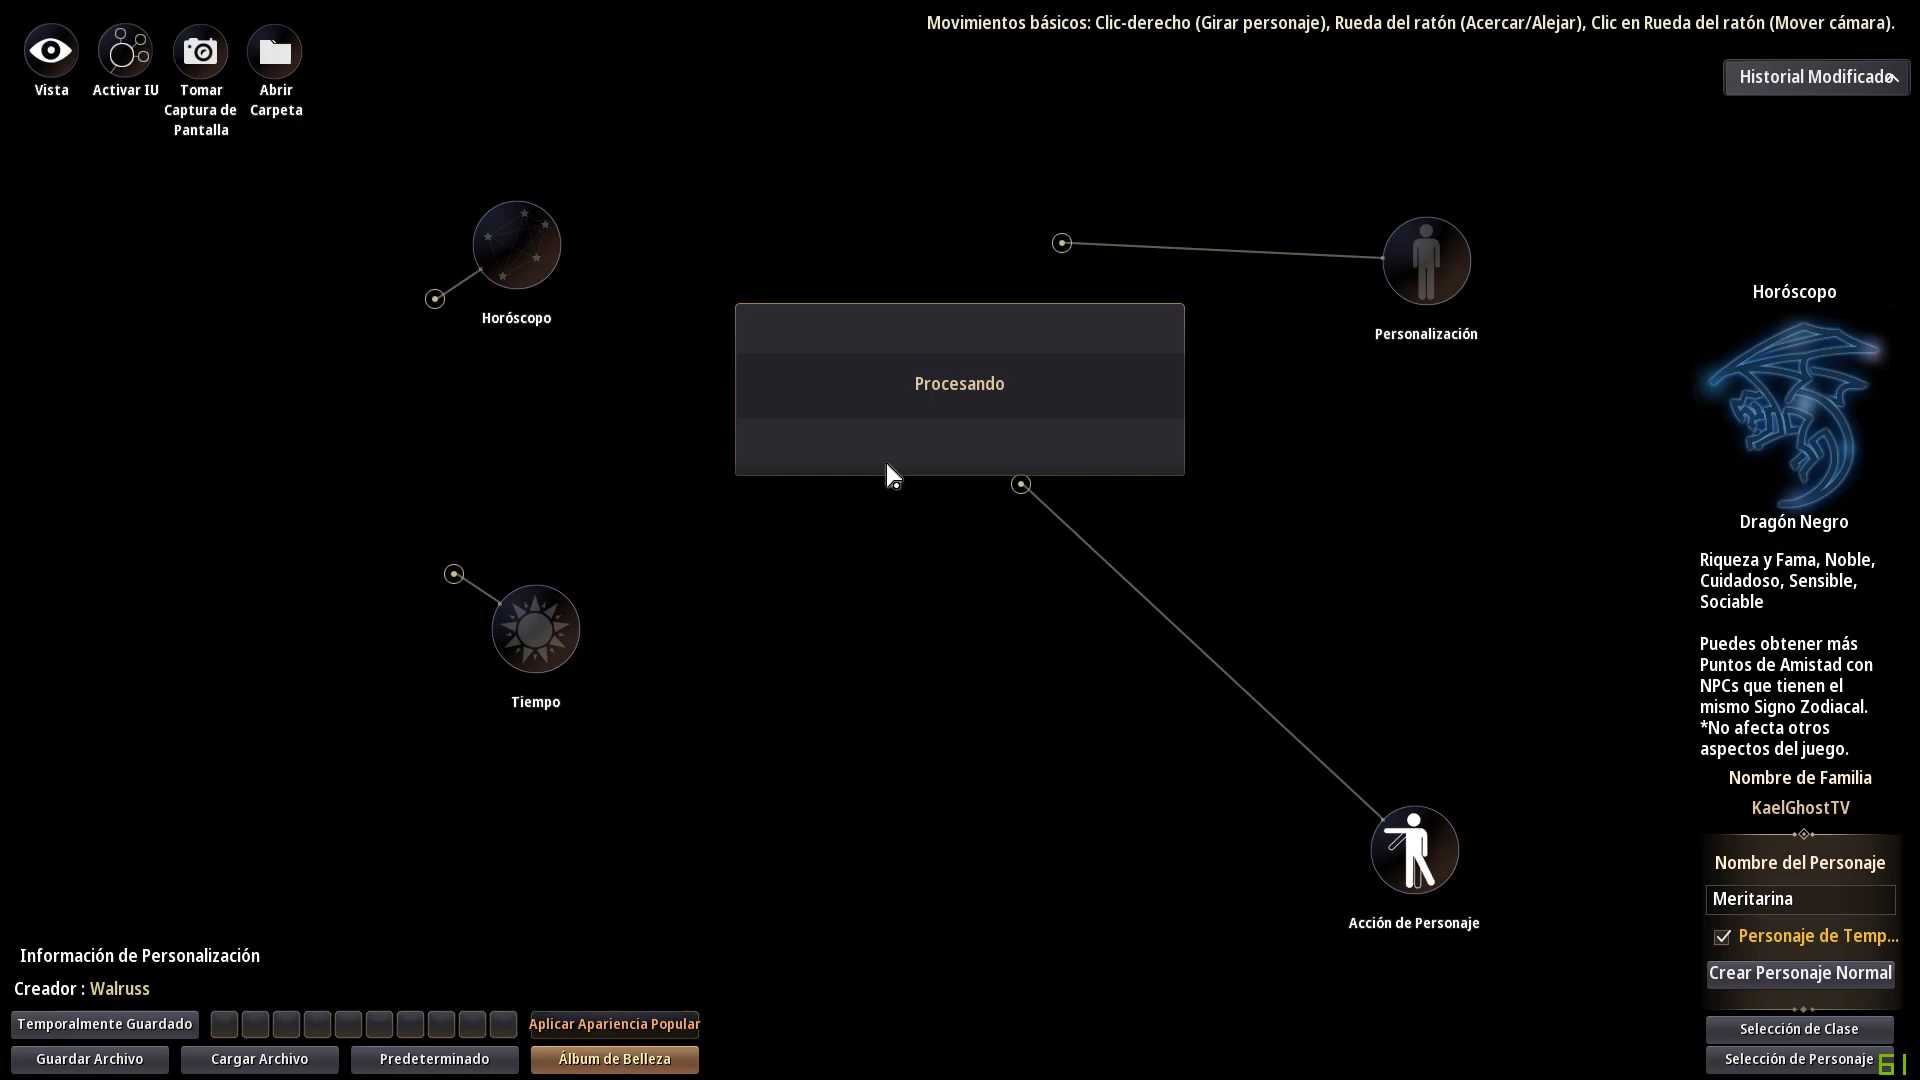 Movimientos básicos: Clic-derecho (Girar personaje), Rueda del ratón (Acercar/Alejar), Clic en Rueda del ratón (Mover cámara).
Vista
Activar IU
Tomar
Captura de
Pantalla
Abrir
Carpeta
Historial Modificado
Horóscopo
Personalización
Procesando
Tiempo
Acción de Personaje
Horóscopo
Dragón Negro
Riqueza y Fama, Noble,
Cuidadoso, Sensible,
Sociable
Puedes obtener más
Puntos de Amistad con
NPCs que tienen el
mismo Signo Zodiacal.
*No afecta otros
aspectos del juego.
Nombre de Familia
KaelGhostTV
Nombre del Personaje
Meritarina
Personaje de Temp...
Crear Personaje Normal
Selección de Clase
Selección de Personaje
61
Información de Personalización
Creador : Walruss
Temporalmente Guardado
Aplicar Apariencia Popular
Guardar Archivo
Cargar Archivo
Predeterminado
Álbum de Belleza